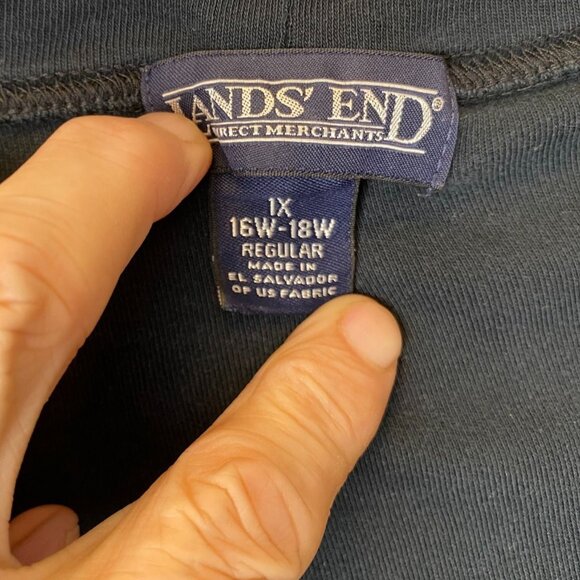 LANDS' END®
DIRECT MERCHANTS
1X
16W-18W
REGULAR
MADE IN
EL SALVADOR
OF US FABRIC